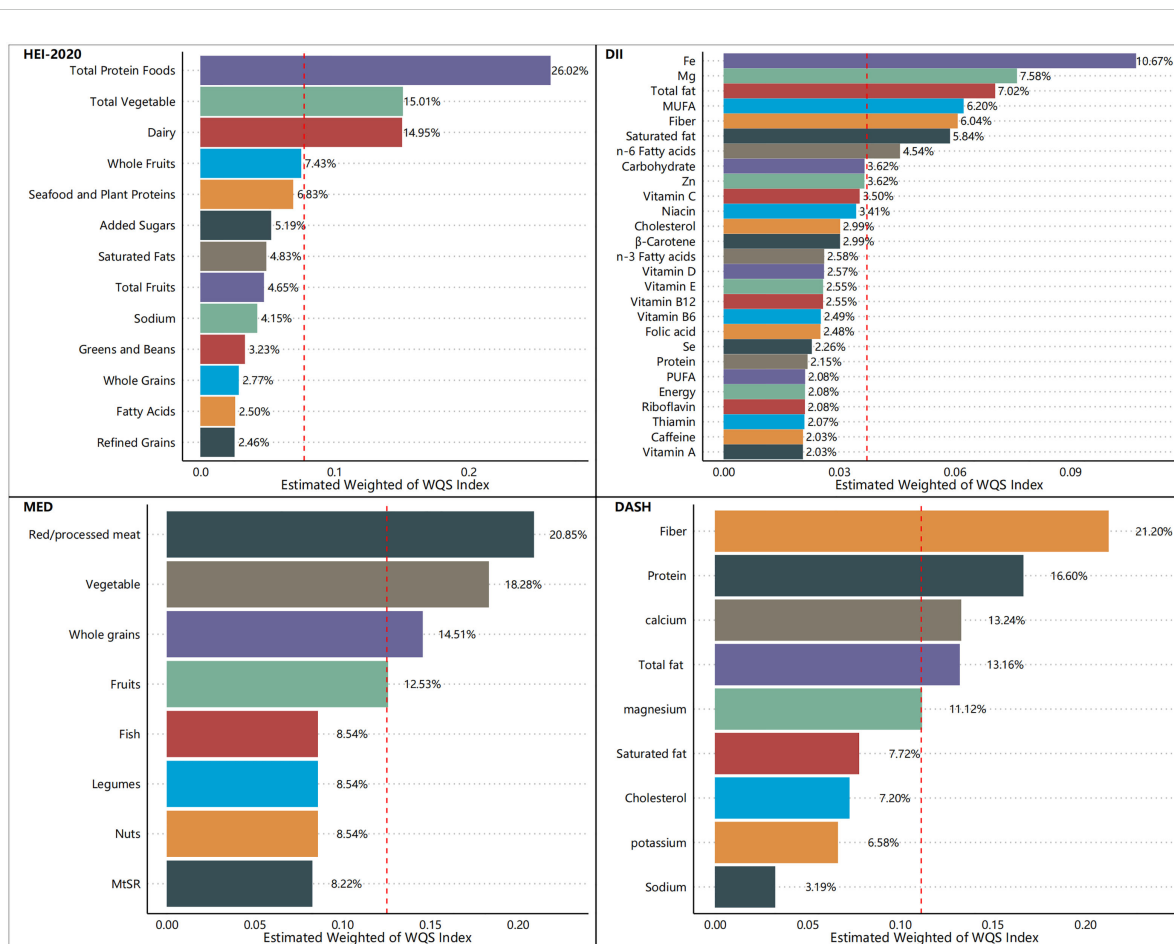 HEI-2020
Total Protein Foods 26.02%
Total Vegetable 15.01%
Dairy 14.95%
Whole Fruits 7.43%
Seafood and Plant Proteins 6.83%
Added Sugars 5.19%
Saturated Fats 4.83%
Total Fruits 4.65%
Sodium 4.15%
Greens and Beans 3.23%
Whole Grains 2.77%
Fatty Acids 2.50%
Refined Grains 2.46%
0.0 0.1 0.2
Estimated Weighted of WQS Index
DII
Fe 10.67%
Mg 7.58%
Total fat 7.02%
MUFA 6.20%
Fiber 6.04%
Saturated fat 5.84%
n-6 Fatty acids 4.54%
Carbohydrate 3.62%
Zn 3.62%
Vitamin C 3.50%
Niacin 3.41%
Cholesterol 2.99%
β-Carotene 2.99%
n-3 Fatty acids 2.58%
Vitamin D 2.57%
Vitamin E 2.55%
Vitamin B12 2.55%
Vitamin B6 2.49%
Folic acid 2.48%
Se 2.26%
Protein 2.15%
PUFA 2.08%
Energy 2.08%
Riboflavin 2.08%
Thiamin 2.07%
Caffeine 2.03%
Vitamin A 2.03%
0.00 0.03 0.06 0.09
Estimated Weighted of WQS Index
MED
Red/processed meat 20.85%
Vegetable 18.28%
Whole grains 14.51%
Fruits 12.53%
Fish 8.54%
Legumes 8.54%
Nuts 8.54%
MtSR 8.22%
0.00 0.05 0.10 0.15 0.20
Estimated Weighted of WQS Index
DASH
Fiber 21.20%
Protein 16.60%
calcium 13.24%
Total fat 13.16%
magnesium 11.12%
Saturated fat 7.72%
Cholesterol 7.20%
potassium 6.58%
Sodium 3.19%
0.00 0.05 0.10 0.15 0.20
Estimated Weighted of WQS Index